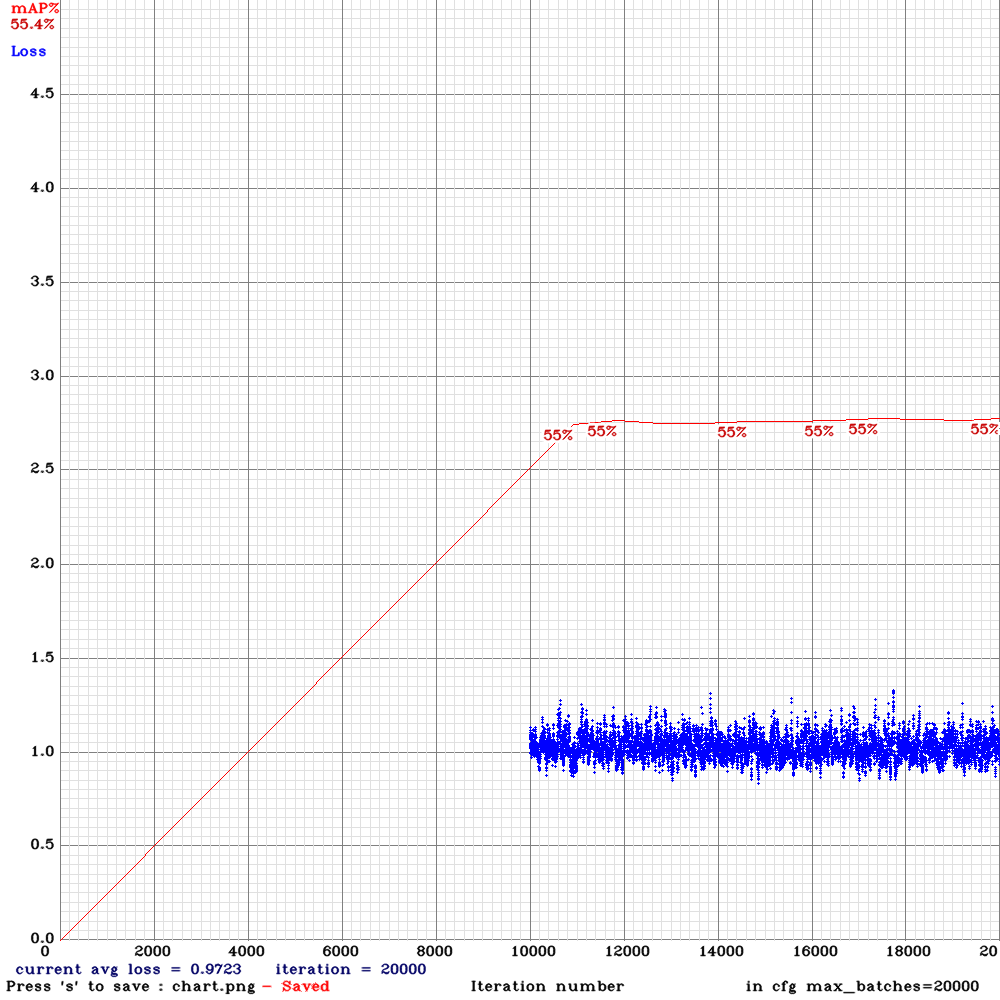 mAP%
55.4%
Loss
4.5
4.0
3.5
3.0
55% 55% 55% 55% 55% 55%
2.5
2.0
1.5
1.0
0.5
0.0
0 2000 4000 6000 8000 10000 12000 14000 16000 18000 20
current avg loss = 0.9723 iteration = 20000
Press 's' to save : chart.png - Saved Iteration number in cfg max_batches=20000